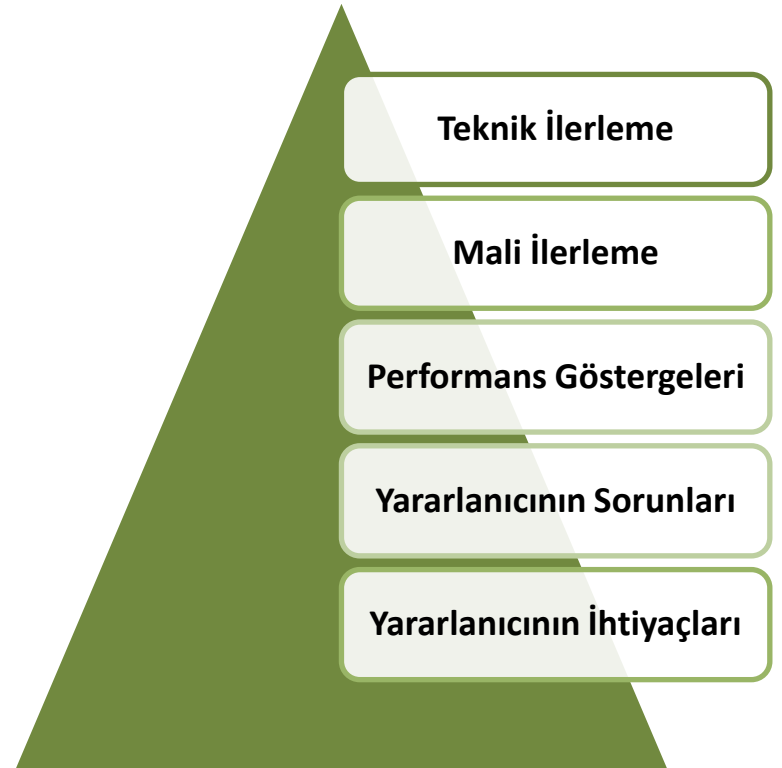 Teknik İlerleme
Mali İlerleme
Performans Göstergeleri
Yararlanıcının Sorunları
Yararlanıcının İhtiyaçları